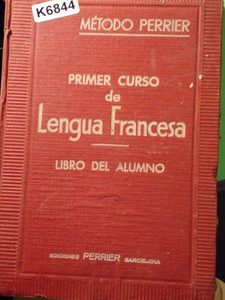 K6844
MÉTODO PERRIER
PRIMER CURSO
de
Lengua Francesa
LIBRO DEL ALUMNO
EDICIONES PERRIER BARCELONA